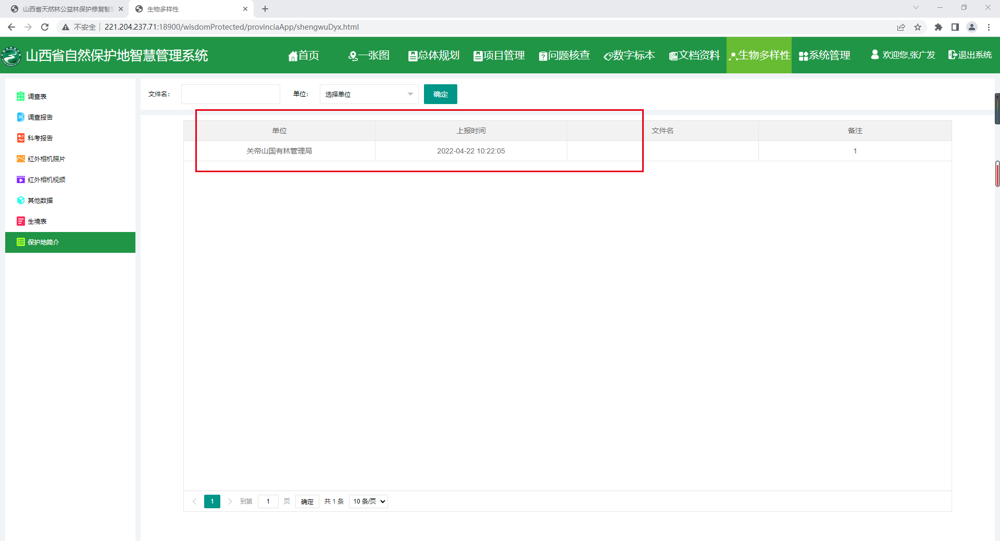 山西省天然林公益林保护修复智
生物多样性
不安全 221.204.237.71:18900/wisdomProtected/provinciaApp/shengwuDyx.html
山西省自然保护地智慧管理系统 首页 一张图 总体规划 项目管理 问题核查 数字标本 文档资料 生物多样性 系统管理 欢迎您,张广发 退出系统
文件名： 单位： 选择单位 确定
调查表
调查报告
科考报告
红外相机照片
红外相机视频
其他数据
生境表
保护地简介
单位 上报时间 文件名 备注
关帝山国有林管理局 2022-04-22 10:22:05 1
1 到第 1 页 确定 共 1 条 10 条/页